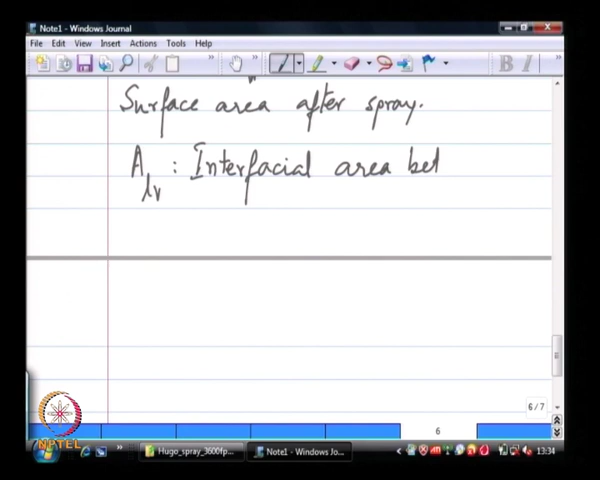 Note1 - Windows Journal
File Edit View Insert Actions Tools Help
B I
Surface area after spray.
A lv : Interfacial area bet
6 / 7
NPTEL
6
Hugo_spray_3600fp...
Note1 - Windows Jo...
13:34